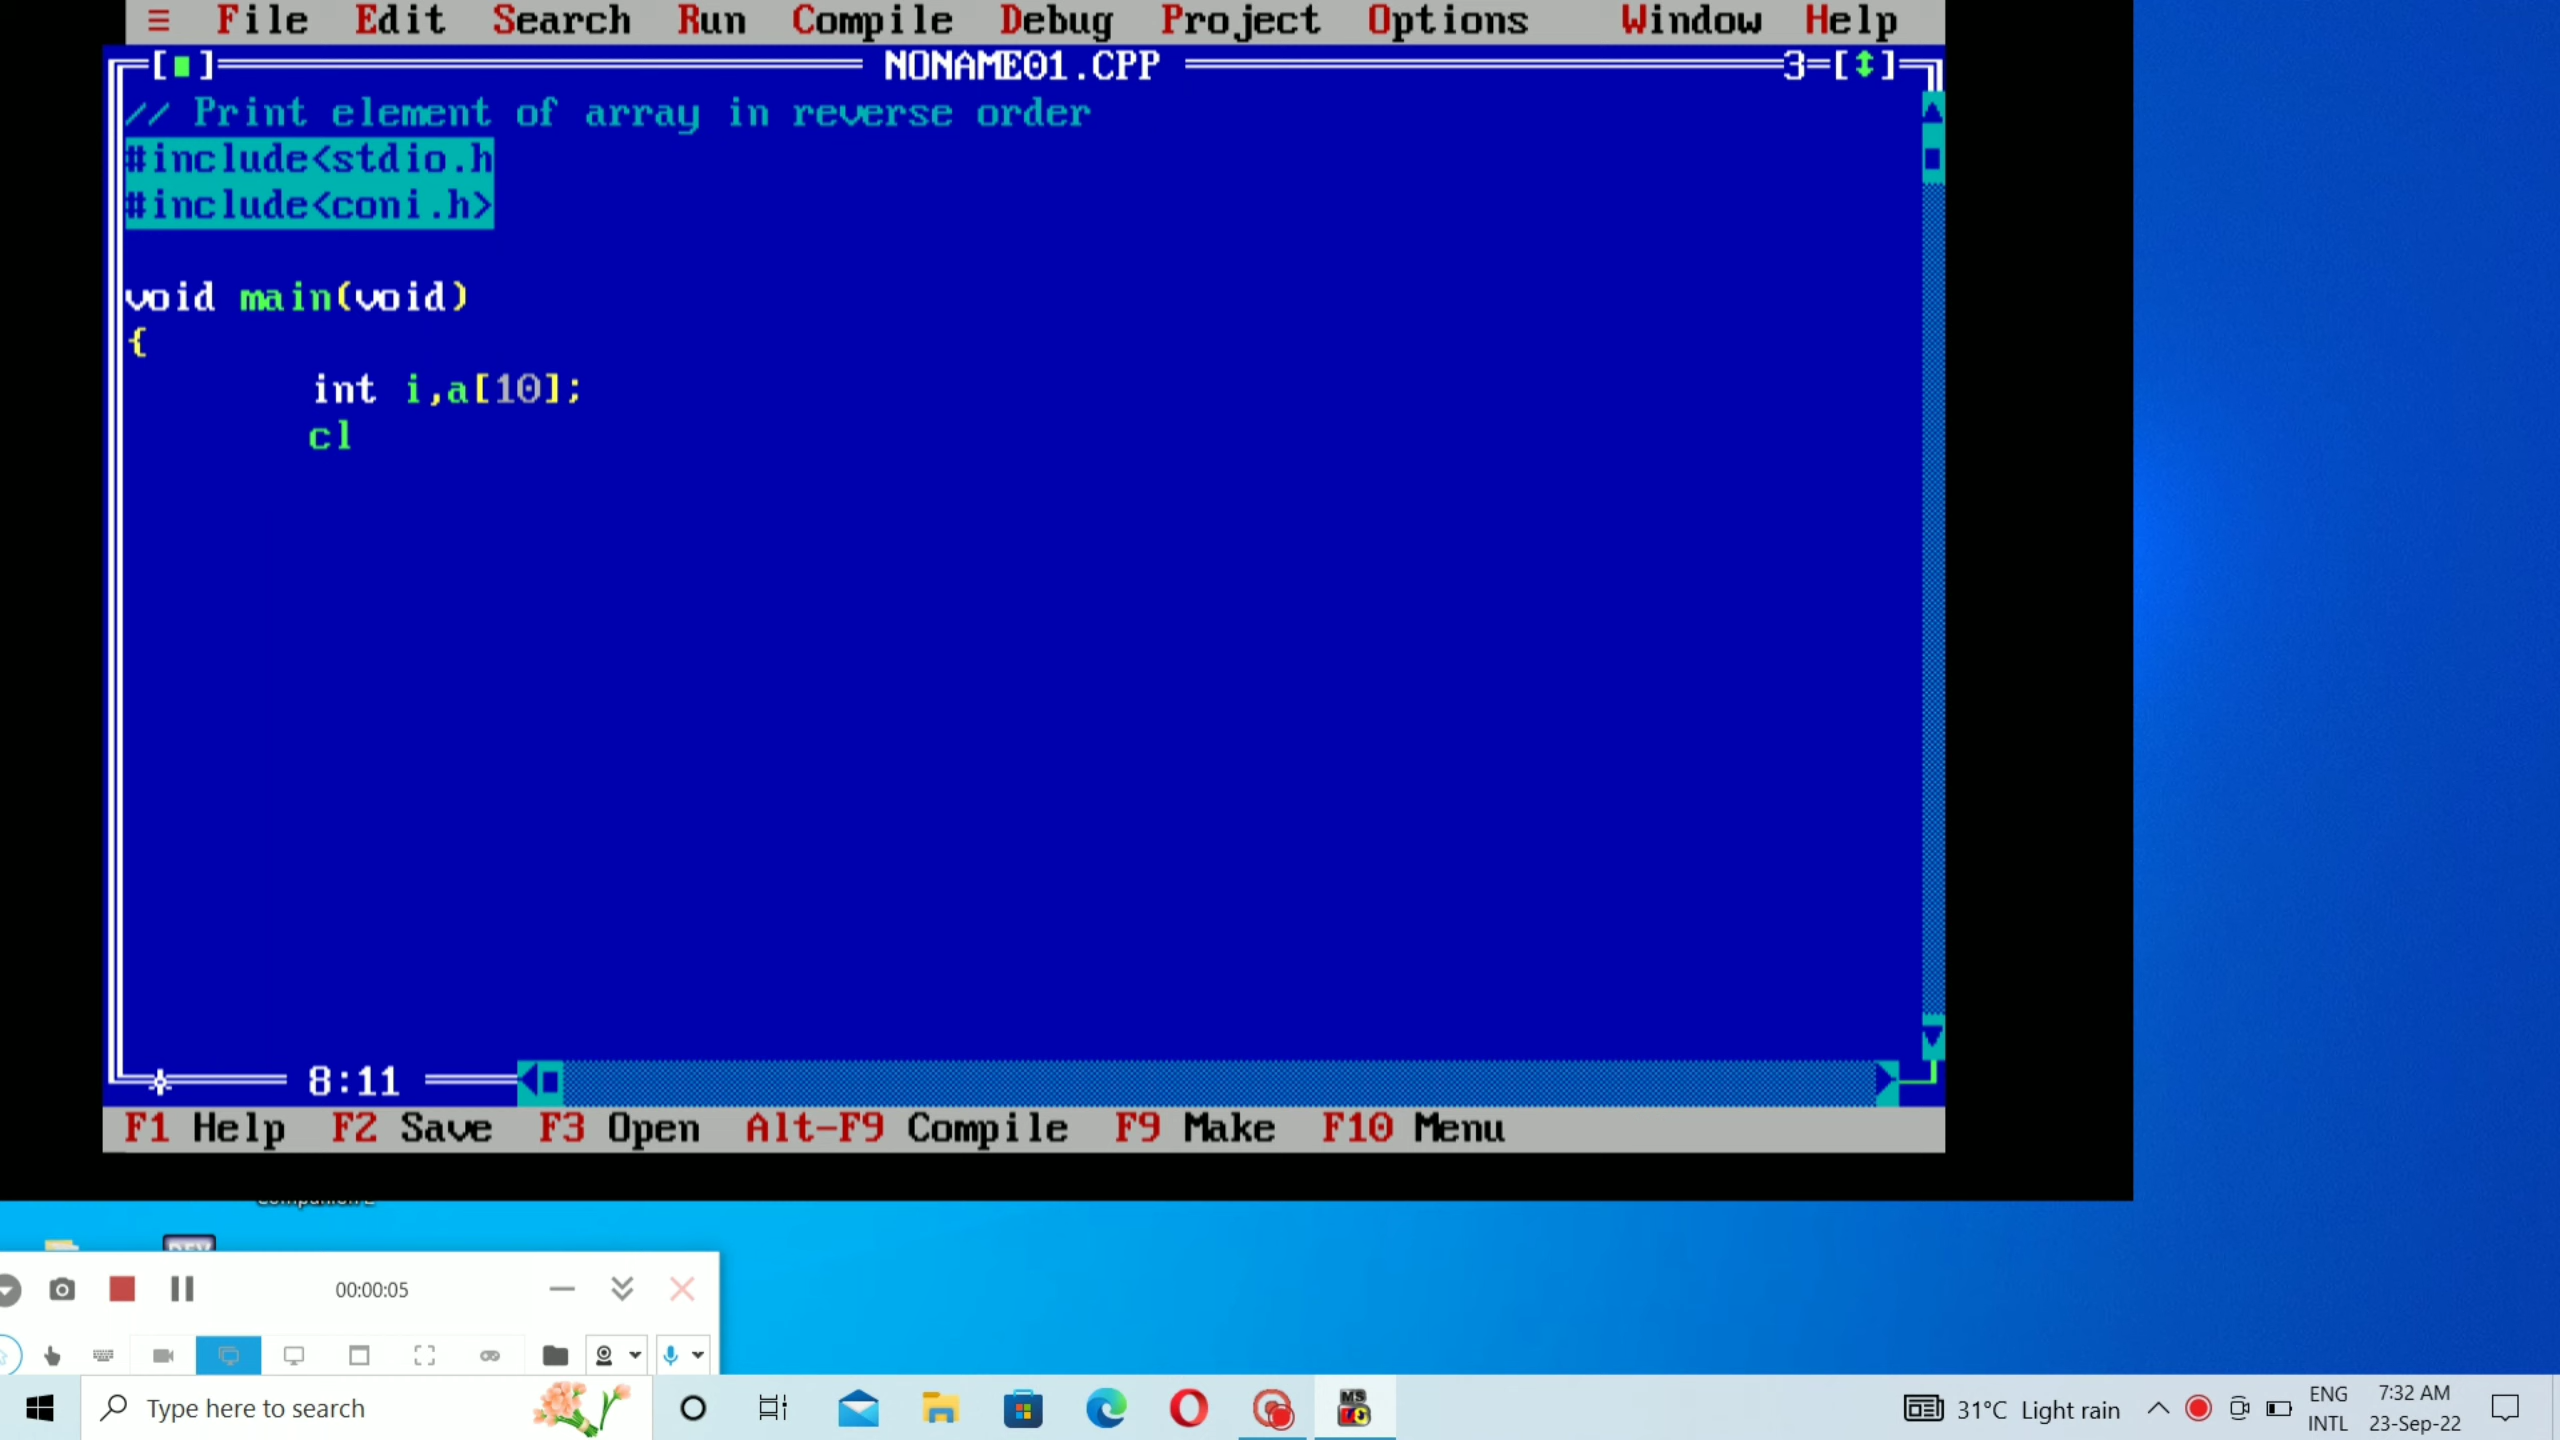 ≡ File Edit Search Run Compile Debug Project Options Window Help
[■] NONAME01.CPP 3=[↕]
// Print element of array in reverse order
#include<stdio.h
#include<coni.h>
void main(void)
{
int i,a[10];
cl
8:11
F1 Help F2 Save F3 Open Alt-F9 Compile F9 Make F10 Menu
00:00:05
Type here to search
31°C Light rain
ENG
INTL
7:32 AM
23-Sep-22